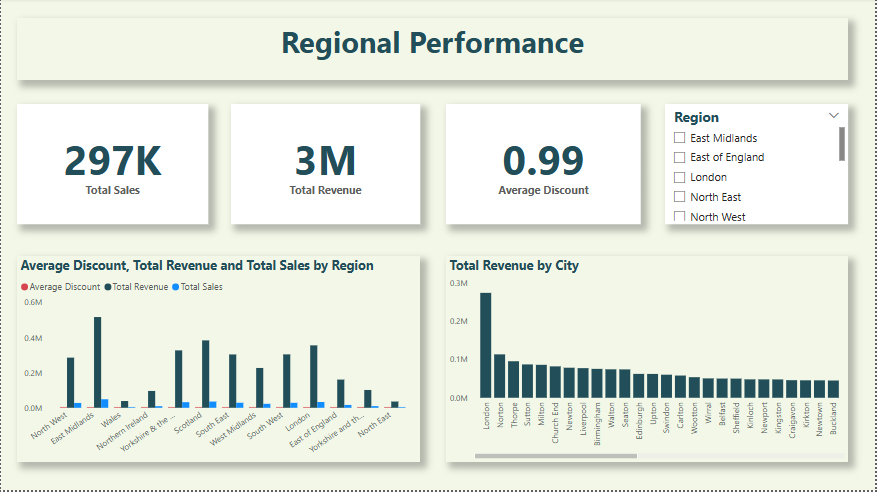 Regional Performance
297K
Total Sales
3M
Total Revenue
0.99
Average Discount
Region
East Midlands
East of England
London
North East
North West
Average Discount, Total Revenue and Total Sales by Region
Average Discount Total Revenue Total Sales
0.6M
0.4M
0.2M
0.0M
North West
East Midlands
Wales
Northern Ireland
Yorkshire & the ...
Scotland
South East
West Midlands
South West
London
East of England
Yorkshire and th...
North East
Total Revenue by City
0.3M
0.2M
0.1M
0.0M
London
Norton
Thorpe
Sutton
Milton
Church End
Newton
Liverpool
Birmingham
Walton
Seaton
Edinburgh
Upton
Swindon
Carlton
Wootton
Wirral
Belfast
Sheffield
Kinloch
Newport
Kingston
Craigavon
Kirkton
Newtown
Buckland